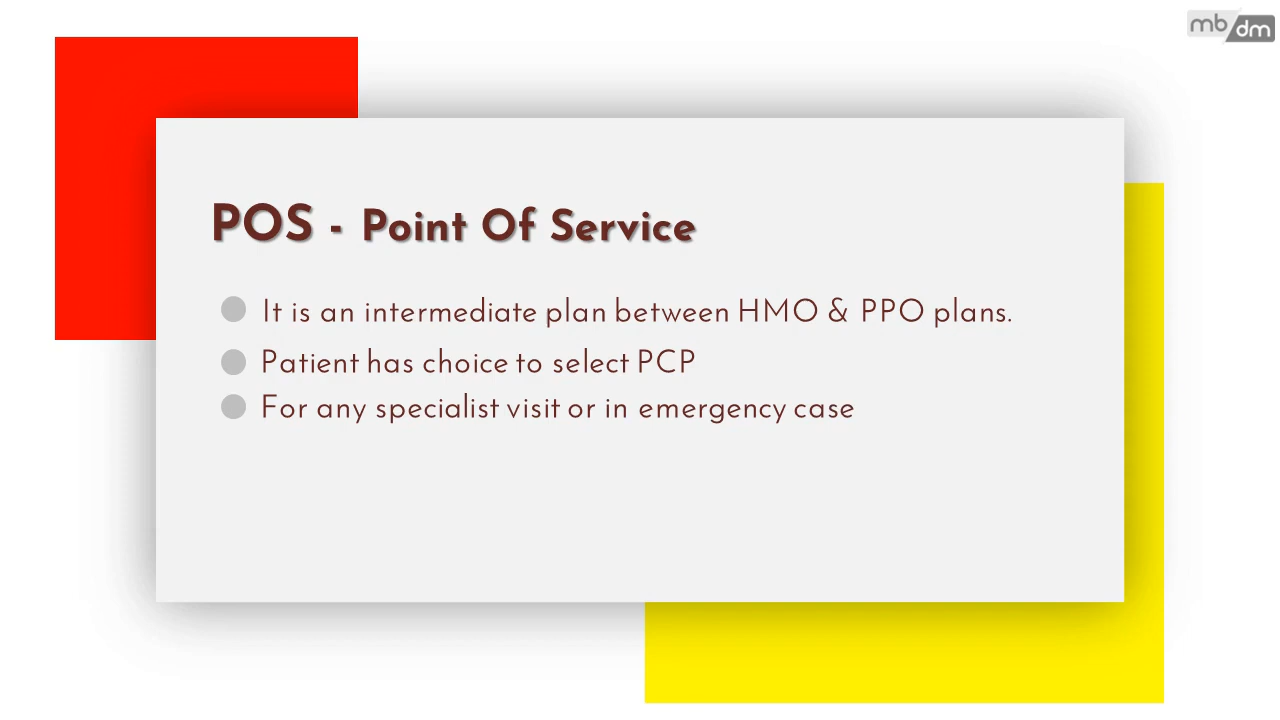 mb/dm
POS - Point Of Service
It is an intermediate plan between HMO & PPO plans.
Patient has choice to select PCP
For any specialist visit or in emergency case